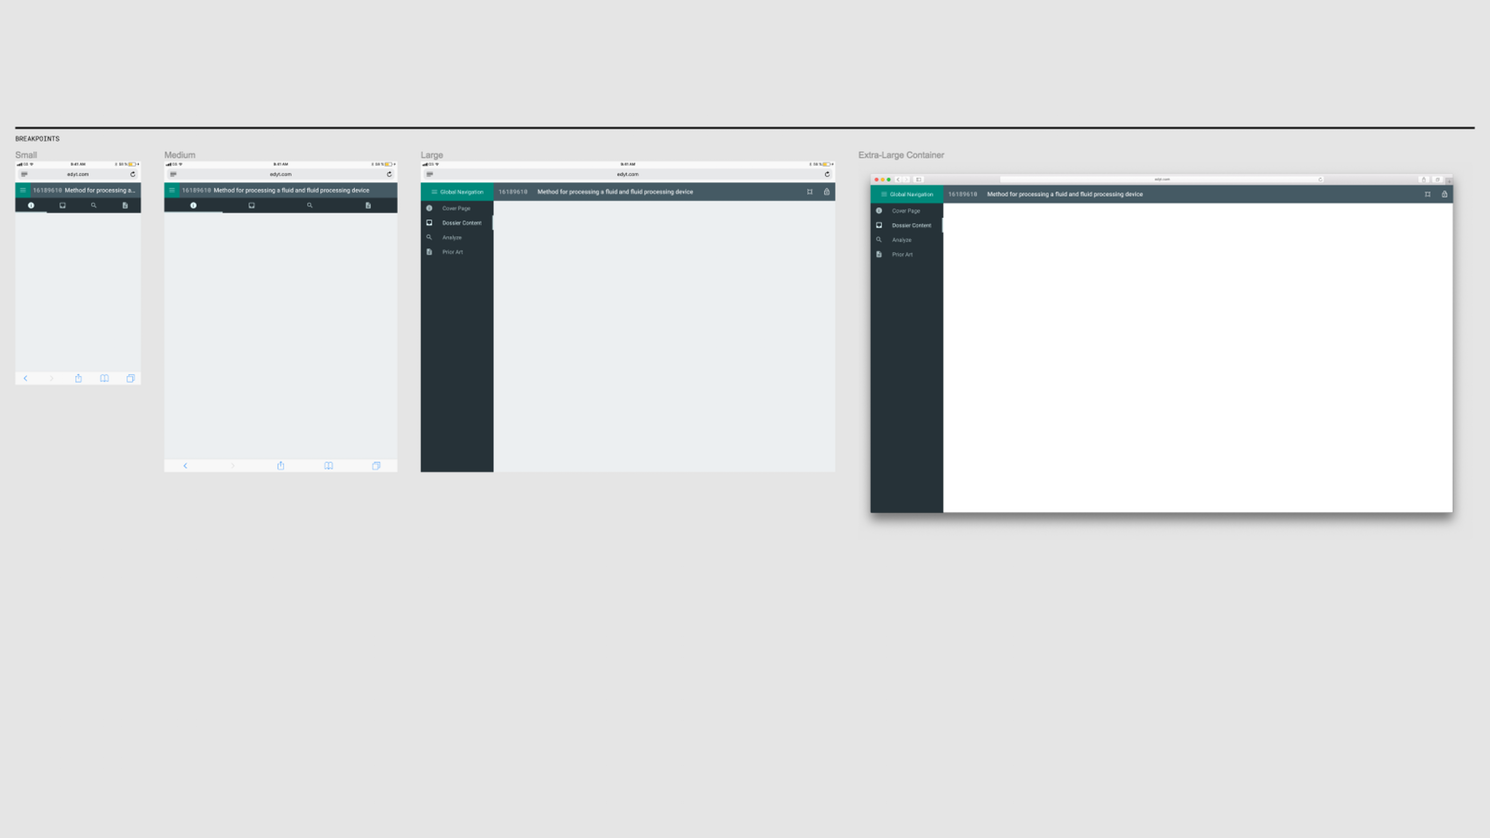 BREAKPOINTS
Small
Medium
Large
Extra-Large Container
9:41 AM
edyt.com
16189618 Method for processing a...
9:41 AM
edyt.com
16189618 Method for processing a fluid and fluid processing device
9:41 AM
edyt.com
Global Navigation
16189618 Method for processing a fluid and fluid processing device
Cover Page
Dossier Content
Analyze
Prior Art
edyt.com
Global Navigation
16189618 Method for processing a fluid and fluid processing device
Cover Page
Dossier Content
Analyze
Prior Art